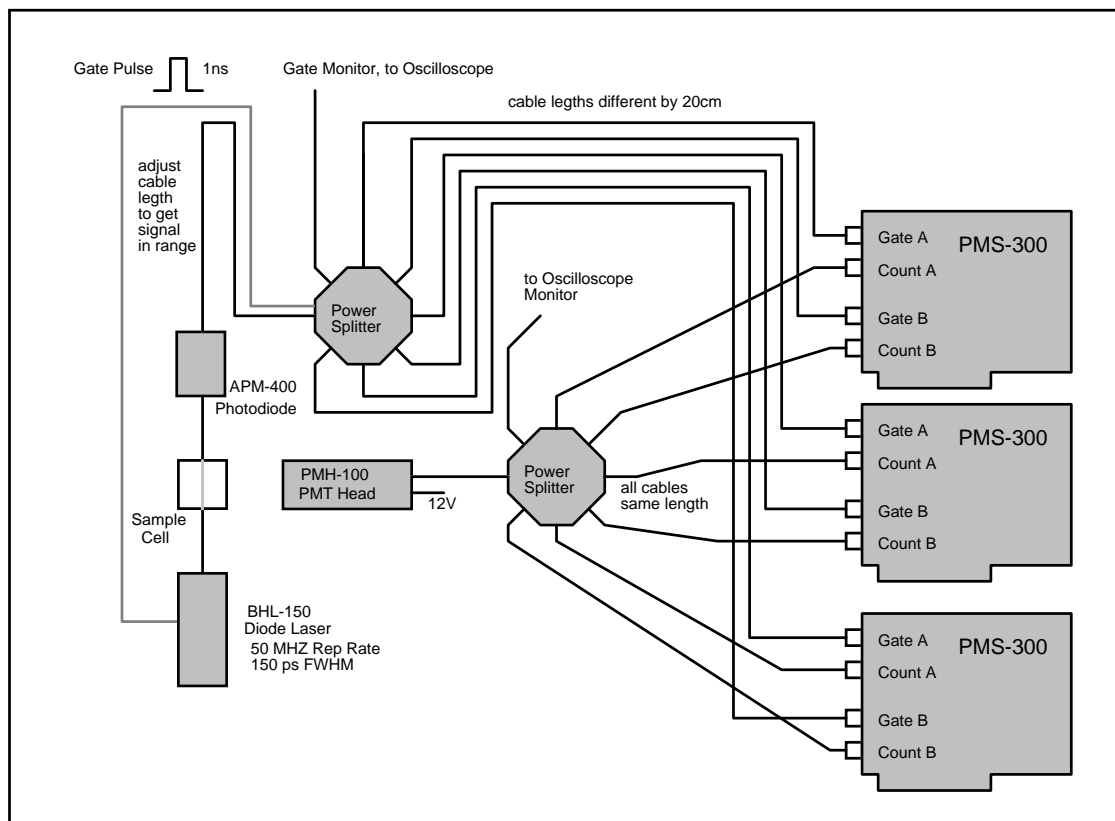 Gate Pulse 1ns
Gate Monitor, to Oscilloscope
cable legths different by 20cm
adjust
cable
legth
to get
signal
in range
Power
Splitter
to Oscilloscope
Monitor
APM-400
Photodiode
PMH-100
PMT Head
12V
Power
Splitter
all cables
same length
Sample
Cell
BHL-150
Diode Laser
50 MHZ Rep Rate
150 ps FWHM
Gate A
PMS-300
Count A
Gate B
Count B
Gate A
PMS-300
Count A
Gate B
Count B
Gate A
PMS-300
Count A
Gate B
Count B